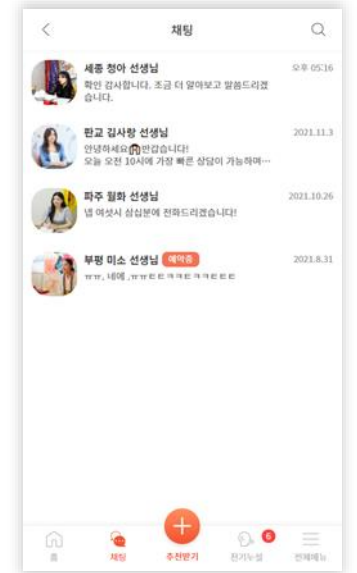 채팅
세종 청아 선생님
오후 05:16
확인 감사합니다. 조금 더 알아보고 말씀드리겠
습니다.
판교 김사랑 선생님
2021.11.3
안녕하세요 반갑습니다!
오늘 오전 10시에 가장 빠른 상담이 가능하며…
파주 월화 선생님
2021.10.26
넵 여섯시 삼십분에 전화드리겠습니다!
부평 미소 선생님
예약중
2021.8.31
ㅠㅠ, 네에 ,ㅠㅠㅌㅌㅋㅋㅌㅋㅋㅌㅌㅌ
홈
채팅
추천받기
전기누설
6
전체메뉴